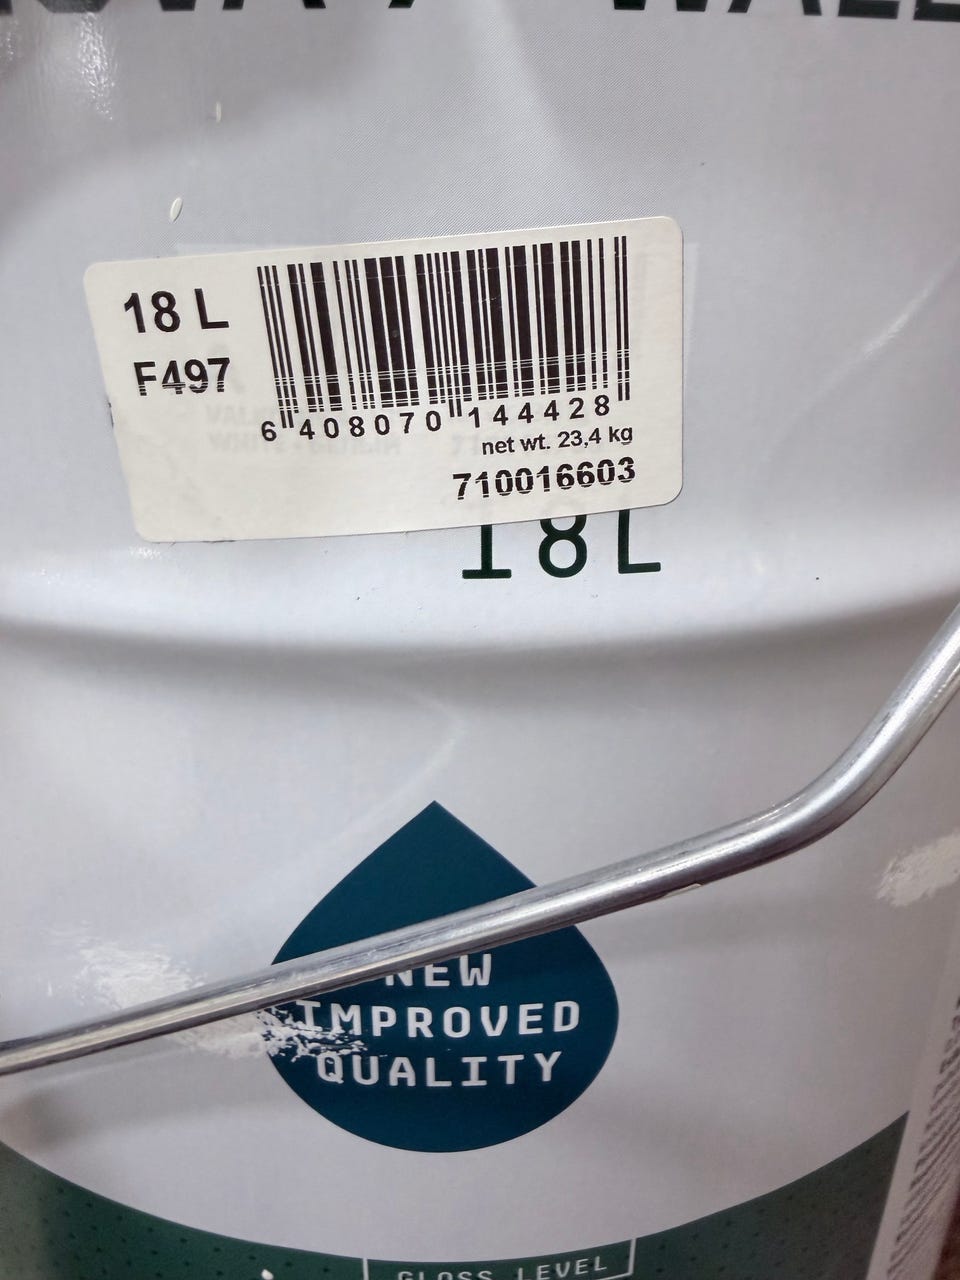 18 L
F497
6 408070 144428
net wt. 23,4 kg
710016603
18L
NEW
IMPROVED
QUALITY
GLOSS LEVEL